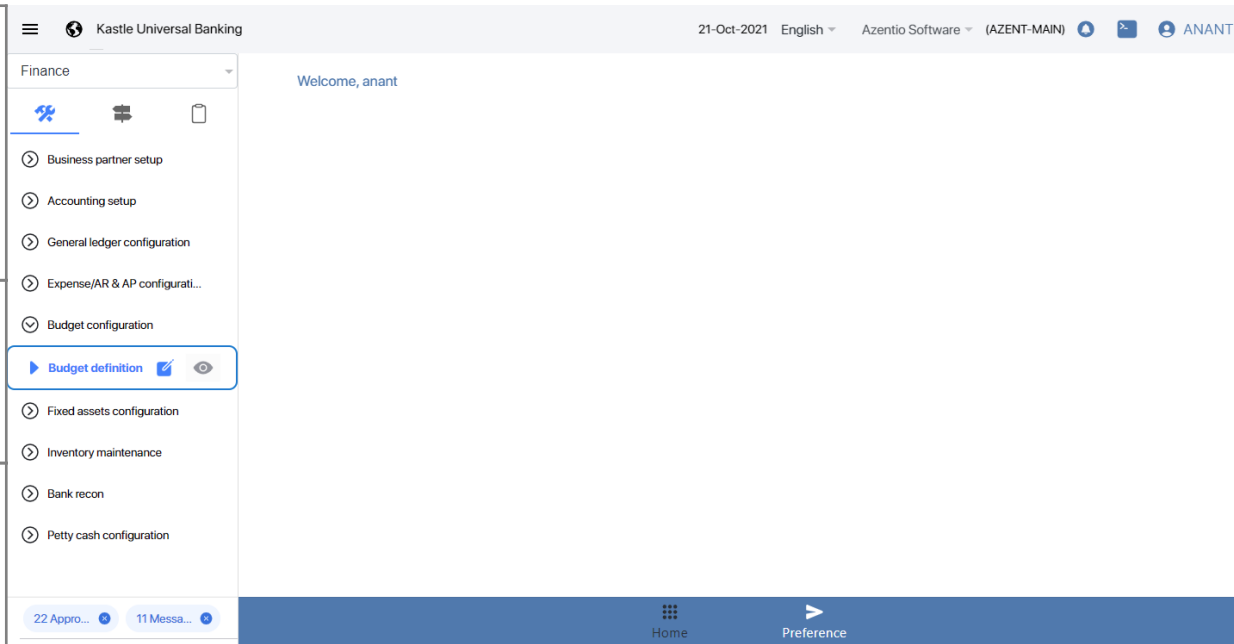 Kastle Universal Banking 21-Oct-2021 English Azentio Software (AZENT-MAIN) ANANT
Finance
Welcome, anant
Business partner setup
Accounting setup
General ledger configuration
Expense/AR & AP configurati...
Budget configuration
Budget definition
Fixed assets configuration
Inventory maintenance
Bank recon
Petty cash configuration
22 Appro... 11 Messa...
Home Preference